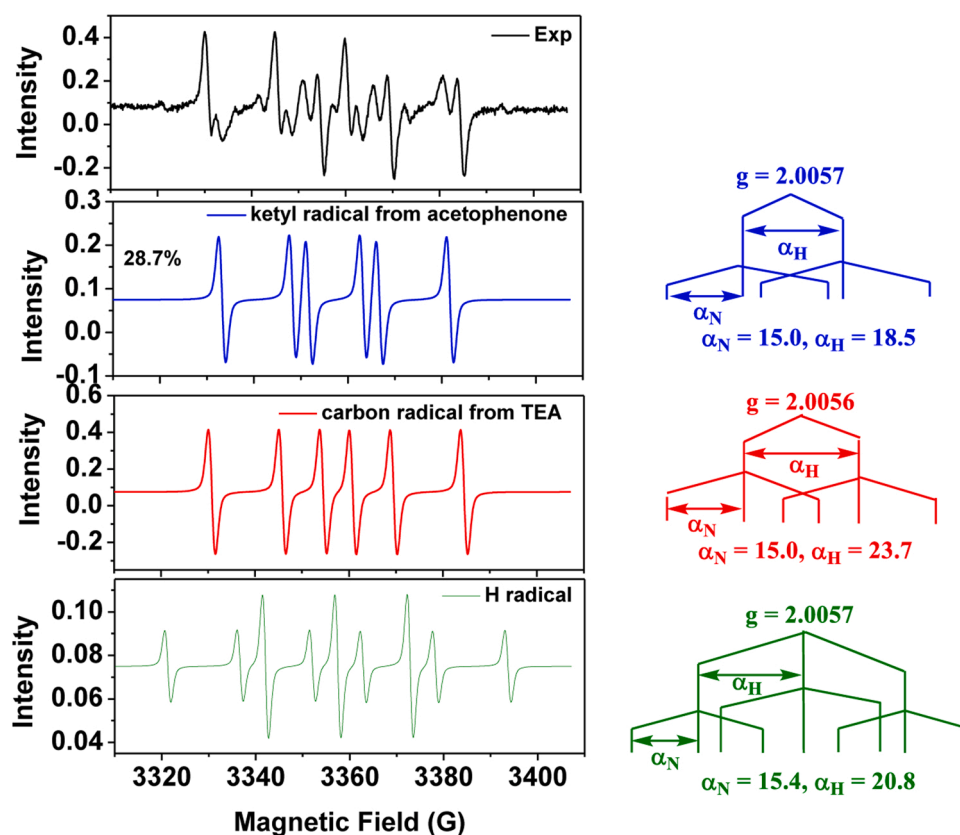 Exp
Intensity
0.4
0.2
0.0
-0.2
ketyl radical from acetophenone
28.7%
Intensity
0.3
0.2
0.1
0.0
-0.1
carbon radical from TEA
Intensity
0.6
0.4
0.2
0.0
-0.2
H radical
Intensity
0.10
0.08
0.06
0.04
3320 3340 3360 3380 3400
Magnetic Field (G)
g = 2.0057
αH
αN
αN = 15.0, αH = 18.5
g = 2.0056
αH
αN
αN = 15.0, αH = 23.7
g = 2.0057
αH
αN
αN = 15.4, αH = 20.8